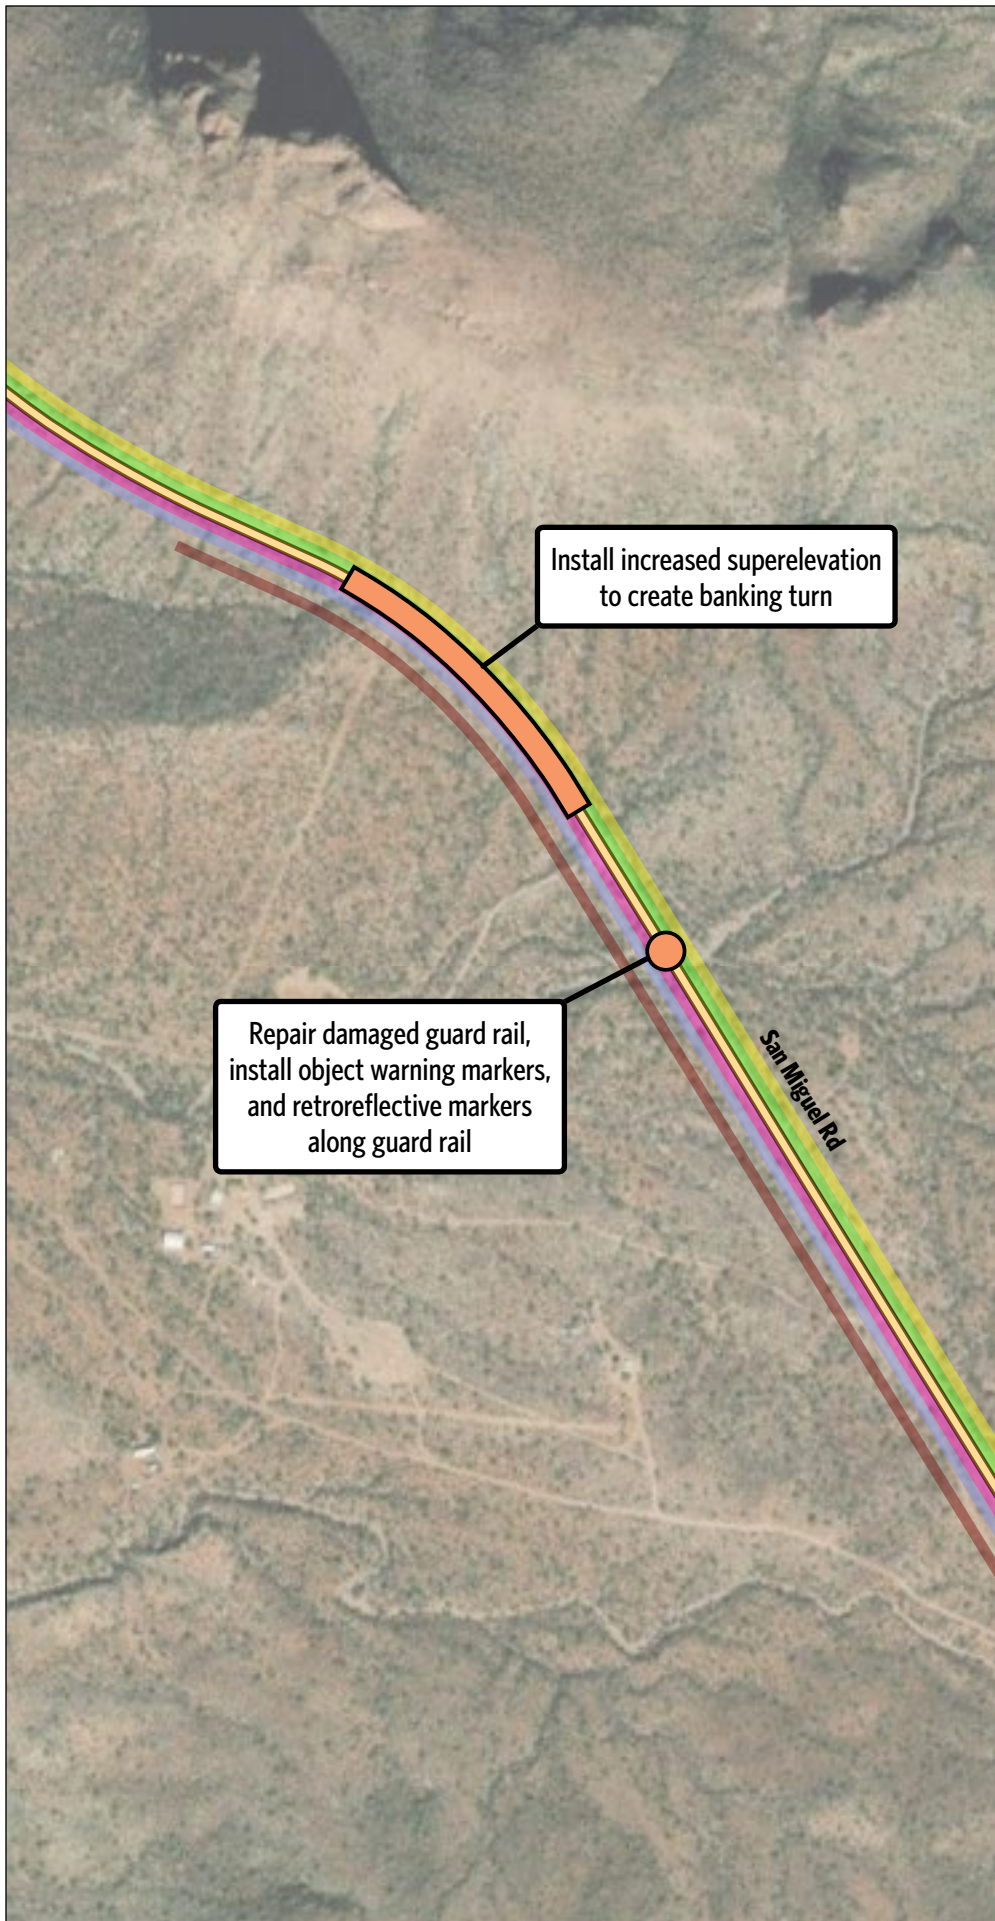 Install increased superelevation
to create banking turn
Repair damaged guard rail,
install object warning markers,
and retroreflective markers
along guard rail
San Miguel Rd